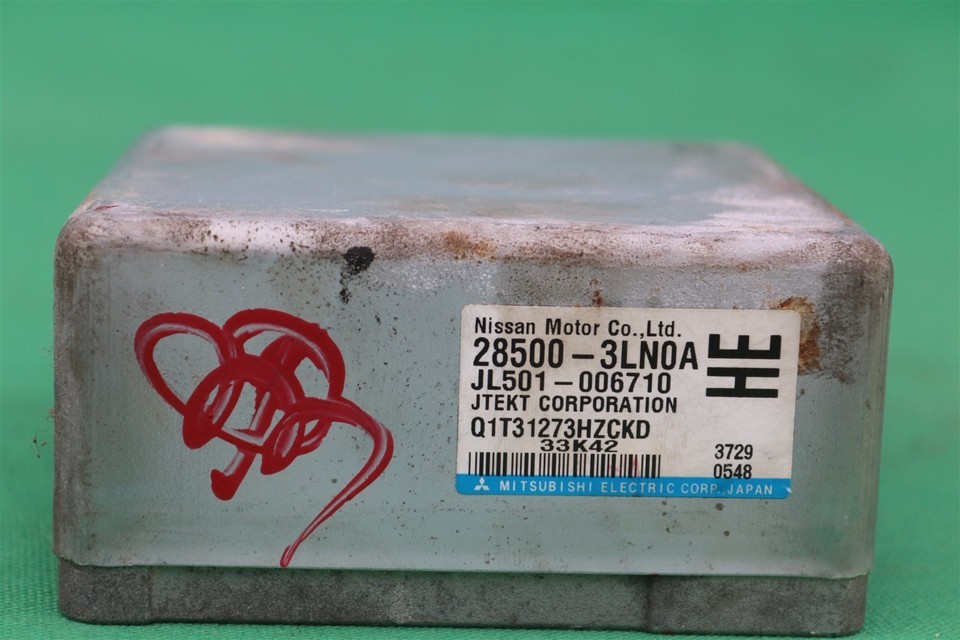 Nissan Motor Co.,Ltd.
28500-3LN0A
HE
JL501-006710
JTEKT CORPORATION
Q1T31273HZCKD
33K42
3729
0548
MITSUBISHI ELECTRIC CORP.,JAPAN